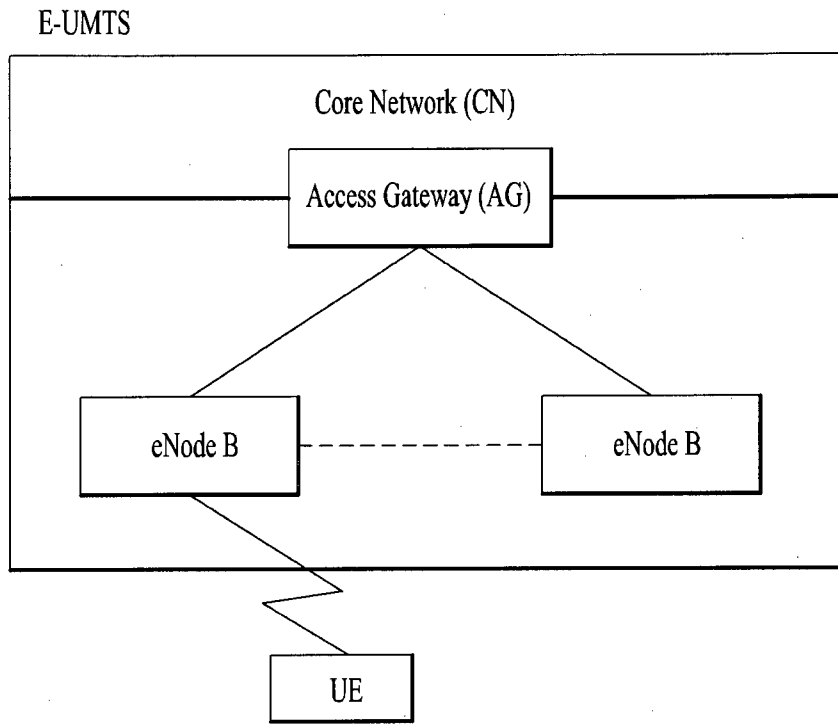 E-UMTS
Core Network (CN)
Access Gateway (AG)
eNode B
eNode B
UE